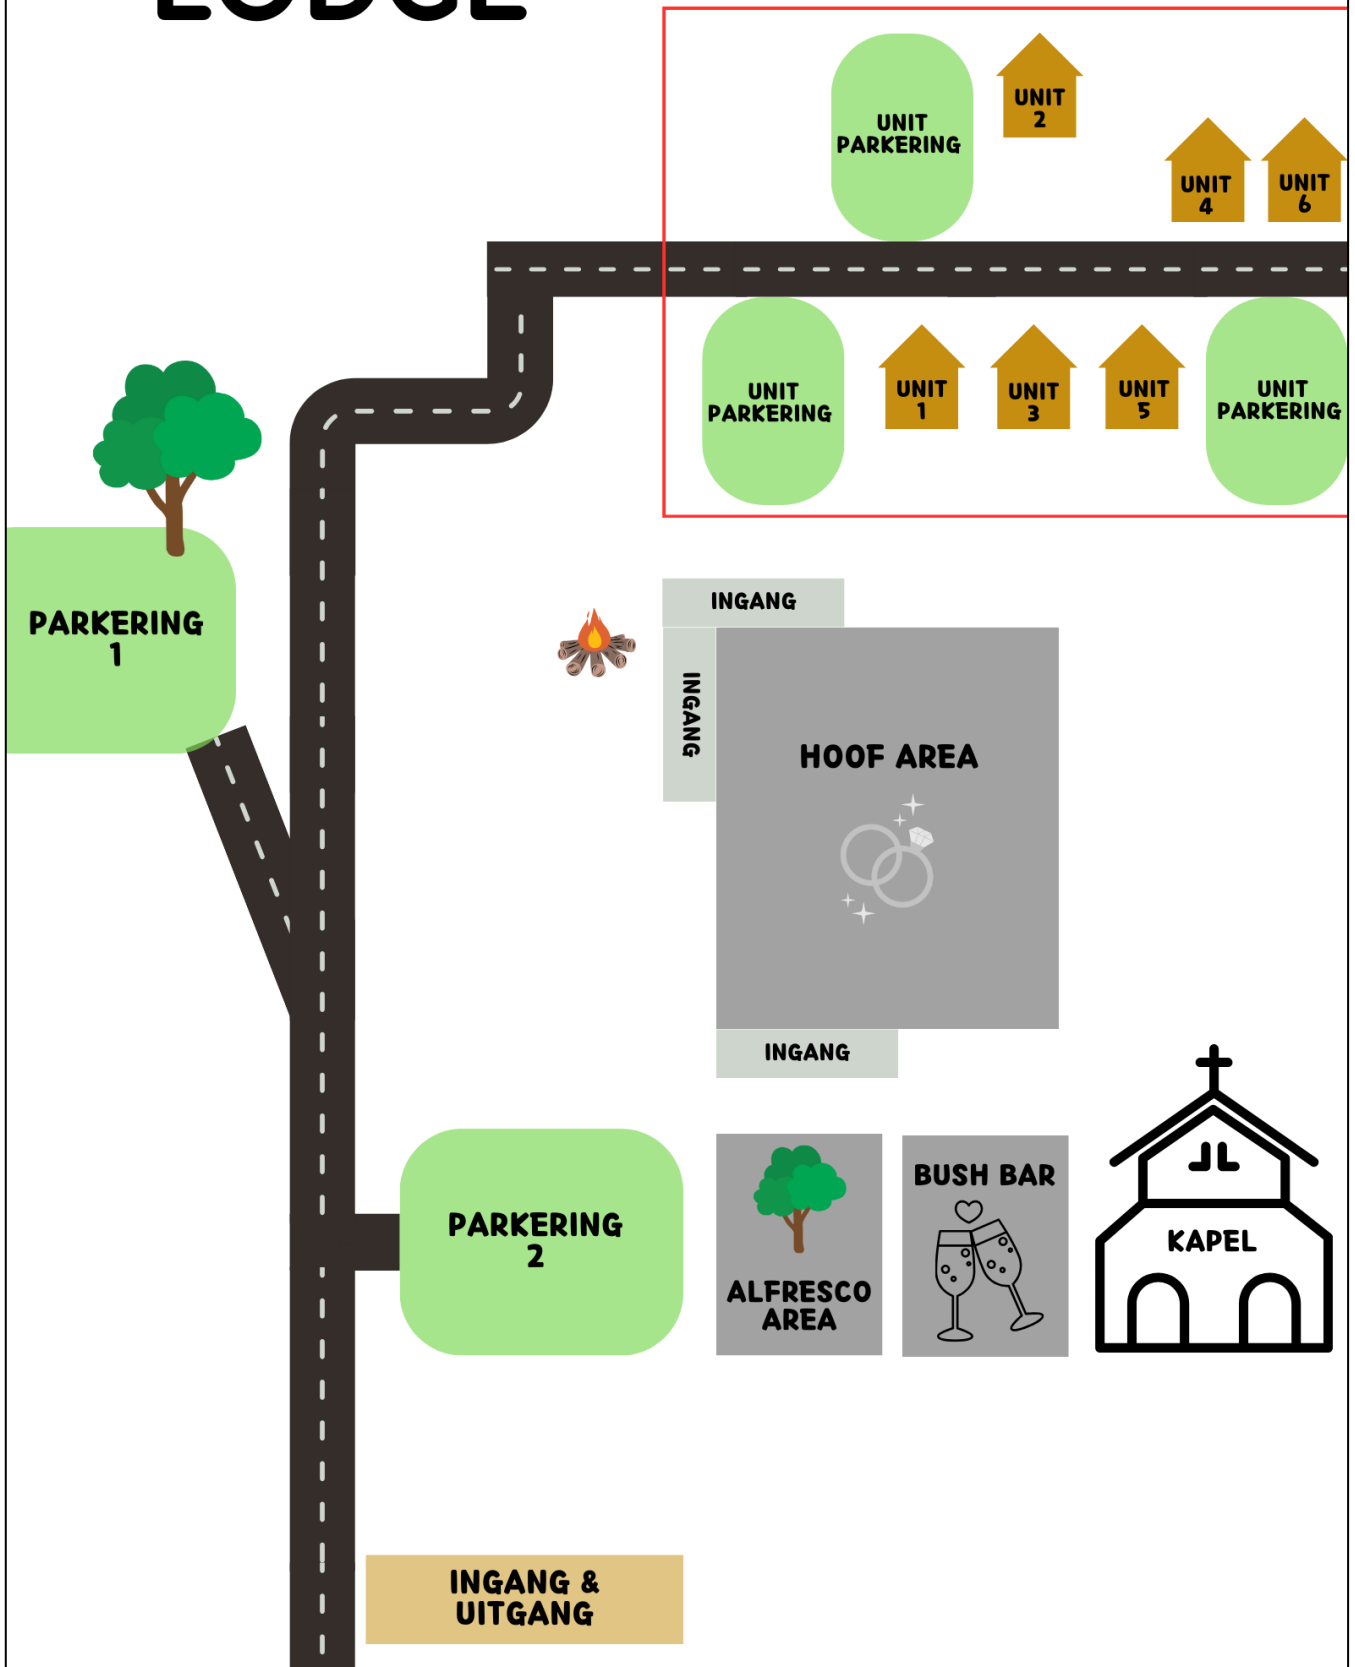 LODGE
UNIT
2
UNIT
PARKERING
UNIT
4
UNIT
6
UNIT
PARKERING
UNIT
1
UNIT
3
UNIT
5
UNIT
PARKERING
PARKERING
1
INGANG
INGANG
HOOF AREA
INGANG
PARKERING
2
BUSH BAR
KAPEL
ALFRESCO
AREA
INGANG &
UITGANG